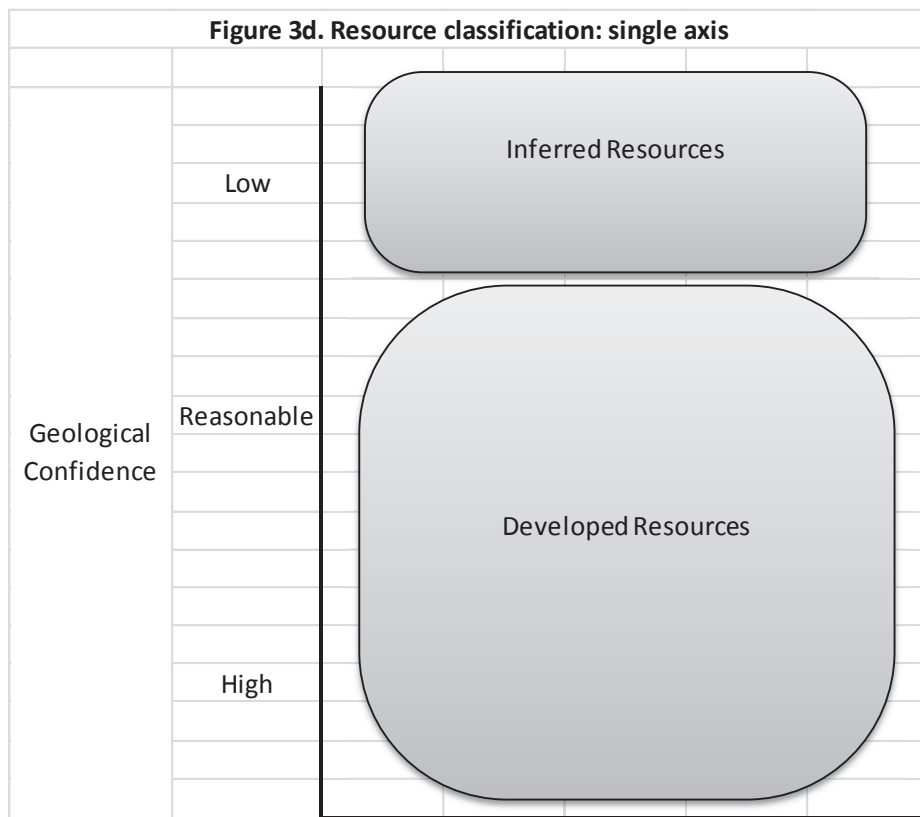 Figure 3d. Resource classification: single axis
Inferred Resources
Low
Reasonable
Geological
Confidence
Developed Resources
High